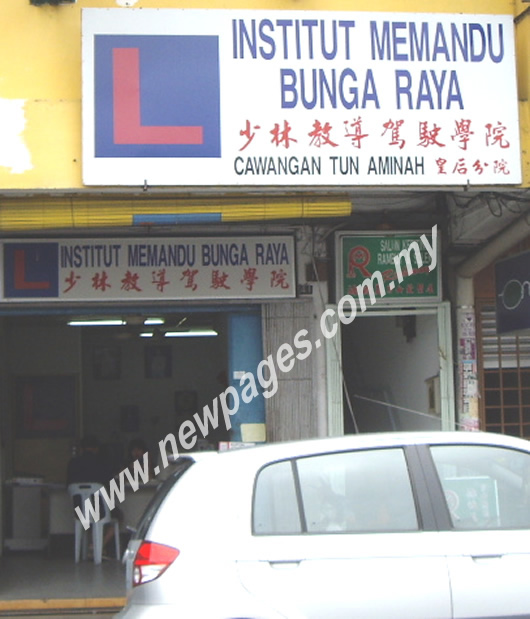 L
INSTITUT MEMANDU
BUNGA RAYA
少林教導駕駛學院
CAWANGAN TUN AMINAH 皇后分院
L
INSTITUT MEMANDU BUNGA RAYA
少林教導駕駛學院
R
SALUN
www.newpages.com.my